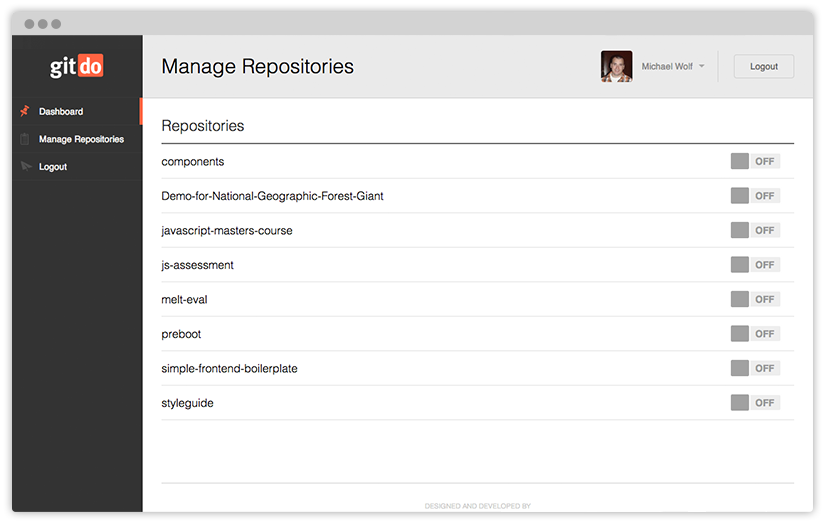 gitdo
Manage Repositories
Michael Wolf
Logout
Dashboard
Manage Repositories
Logout
Repositories
components OFF
Demo-for-National-Geographic-Forest-Giant OFF
javascript-masters-course OFF
js-assessment OFF
melt-eval OFF
preboot OFF
simple-frontend-boilerplate OFF
styleguide OFF
DESIGNED AND DEVELOPED BY